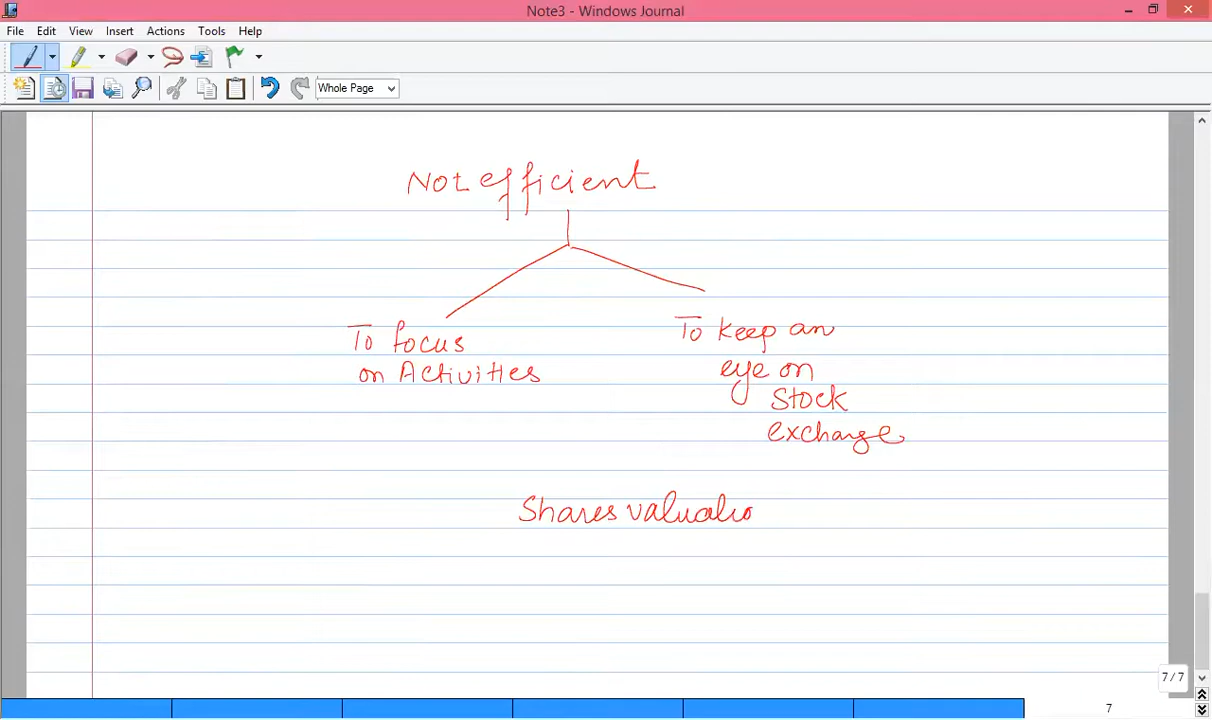 Note3 - Windows Journal
File Edit View Insert Actions Tools Help
Whole Page
Not efficient
To focus
on Activities
To keep an
eye on
Stock
exchange
Shares valuatio
7 / 7
7